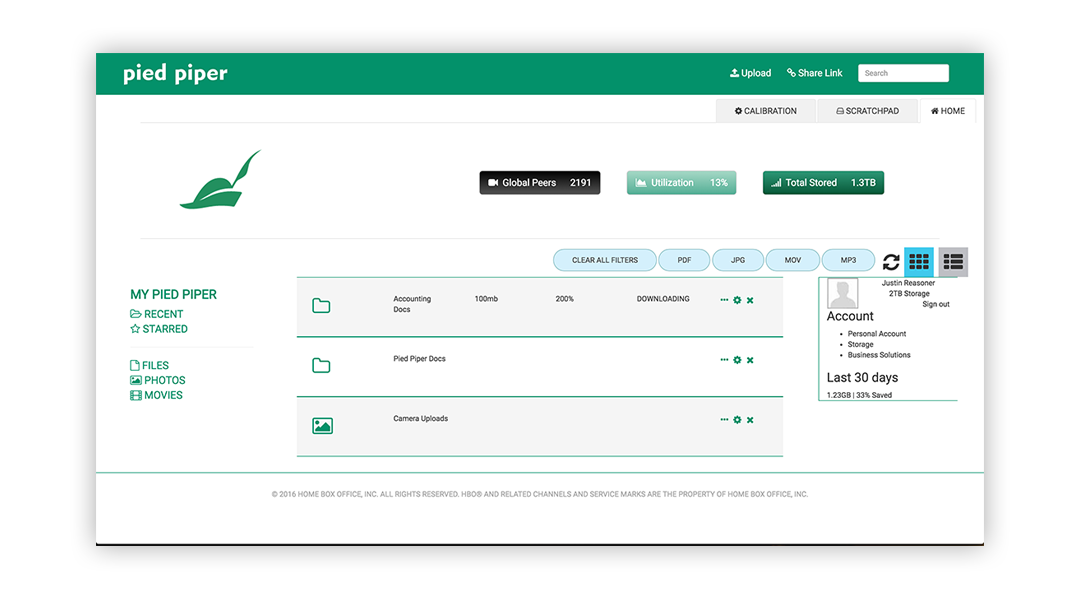 pied piper
Upload Share Link Search
CALIBRATION SCRATCHPAD HOME
Global Peers 2191 Utilization 13% Total Stored 1.3TB
CLEAR ALL FILTERS PDF JPG MOV MP3
MY PIED PIPER
RECENT
STARRED
FILES
PHOTOS
MOVIES
Accounting 100mb 200% DOWNLOADING
Docs
Pied Piper Docs
Camera Uploads
Justin Reasoner
2TB Storage
Sign out
Account
Personal Account
Storage
Business Solutions
Last 30 days
1.23GB | 33% Saved
© 2016 HOME BOX OFFICE, INC. ALL RIGHTS RESERVED. HBO® AND RELATED CHANNELS AND SERVICE MARKS ARE THE PROPERTY OF HOME BOX OFFICE, INC.